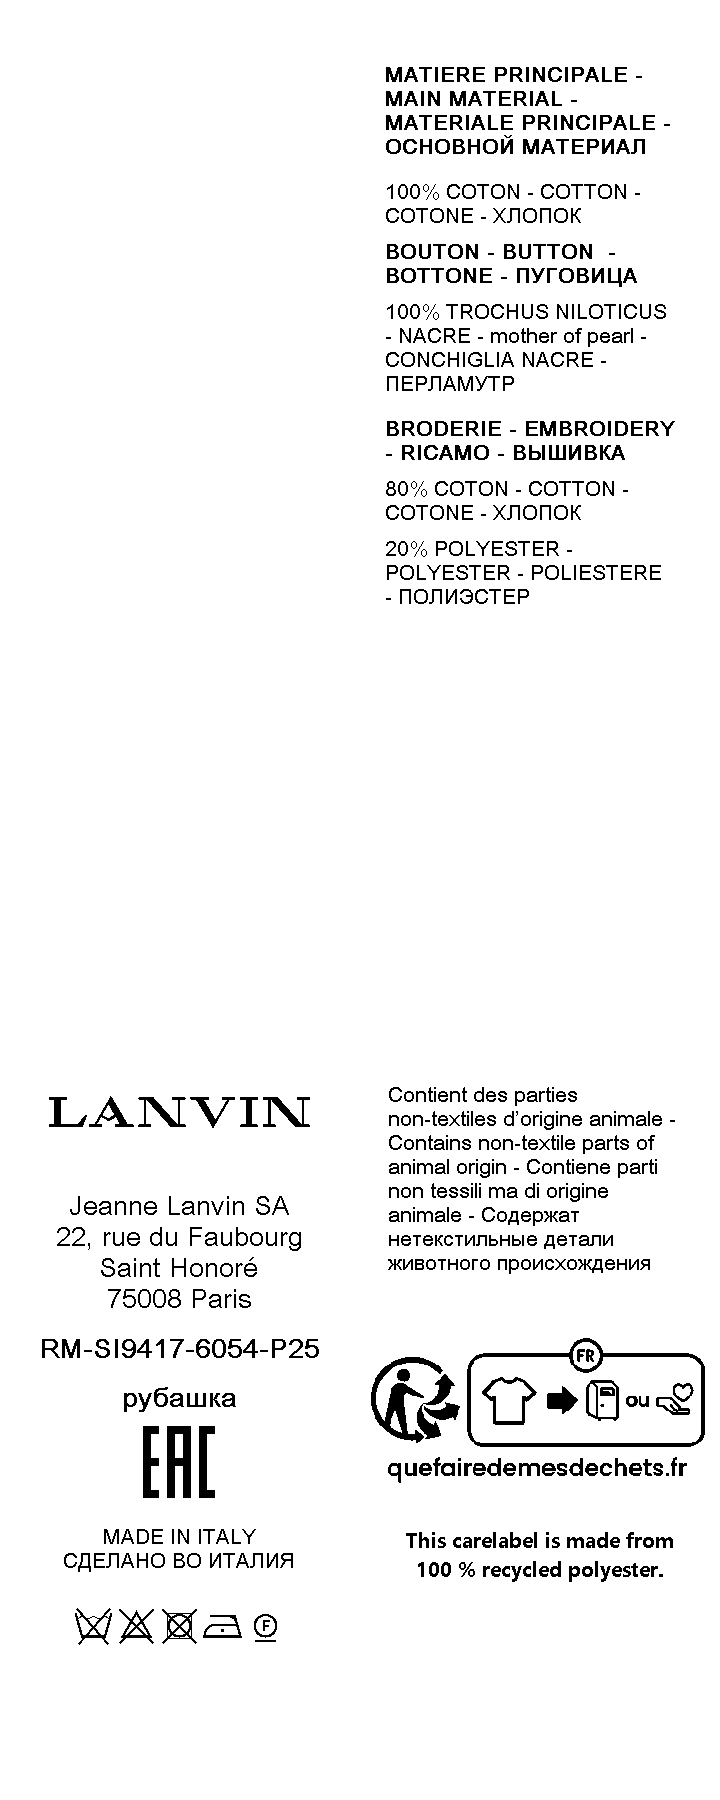 MATIERE PRINCIPALE -
MAIN MATERIAL -
MATERIALE PRINCIPALE -
ОСНОВНОЙ МАТЕРИАЛ
100% COTON - COTTON -
COTONE - ХЛОПОК
BOUTON - BUTTON -
BOTTONE - ПУГОВИЦА
100% TROCHUS NILOTICUS
- NACRE - mother of pearl -
CONCHIGLIA NACRE -
ПЕРЛАМУТР
BRODERIE - EMBROIDERY
- RICAMO - ВЫШИВКА
80% COTON - COTTON -
COTONE - ХЛОПОК
20% POLYESTER -
POLYESTER - POLIESTERE
- ПОЛИЭСТЕР
LANVIN
Jeanne Lanvin SA
22, rue du Faubourg
Saint Honoré
75008 Paris
RM-SI9417-6054-P25
рубашка
EAC
MADE IN ITALY
СДЕЛАНО ВО ИТАЛИЯ
F
Contient des parties
non-textiles d’origine animale -
Contains non-textile parts of
animal origin - Contiene parti
non tessili ma di origine
animale - Содержат
нетекстильные детали
животного происхождения
FR
ou
quefairedemesdechets.fr
This carelabel is made from
100 % recycled polyester.